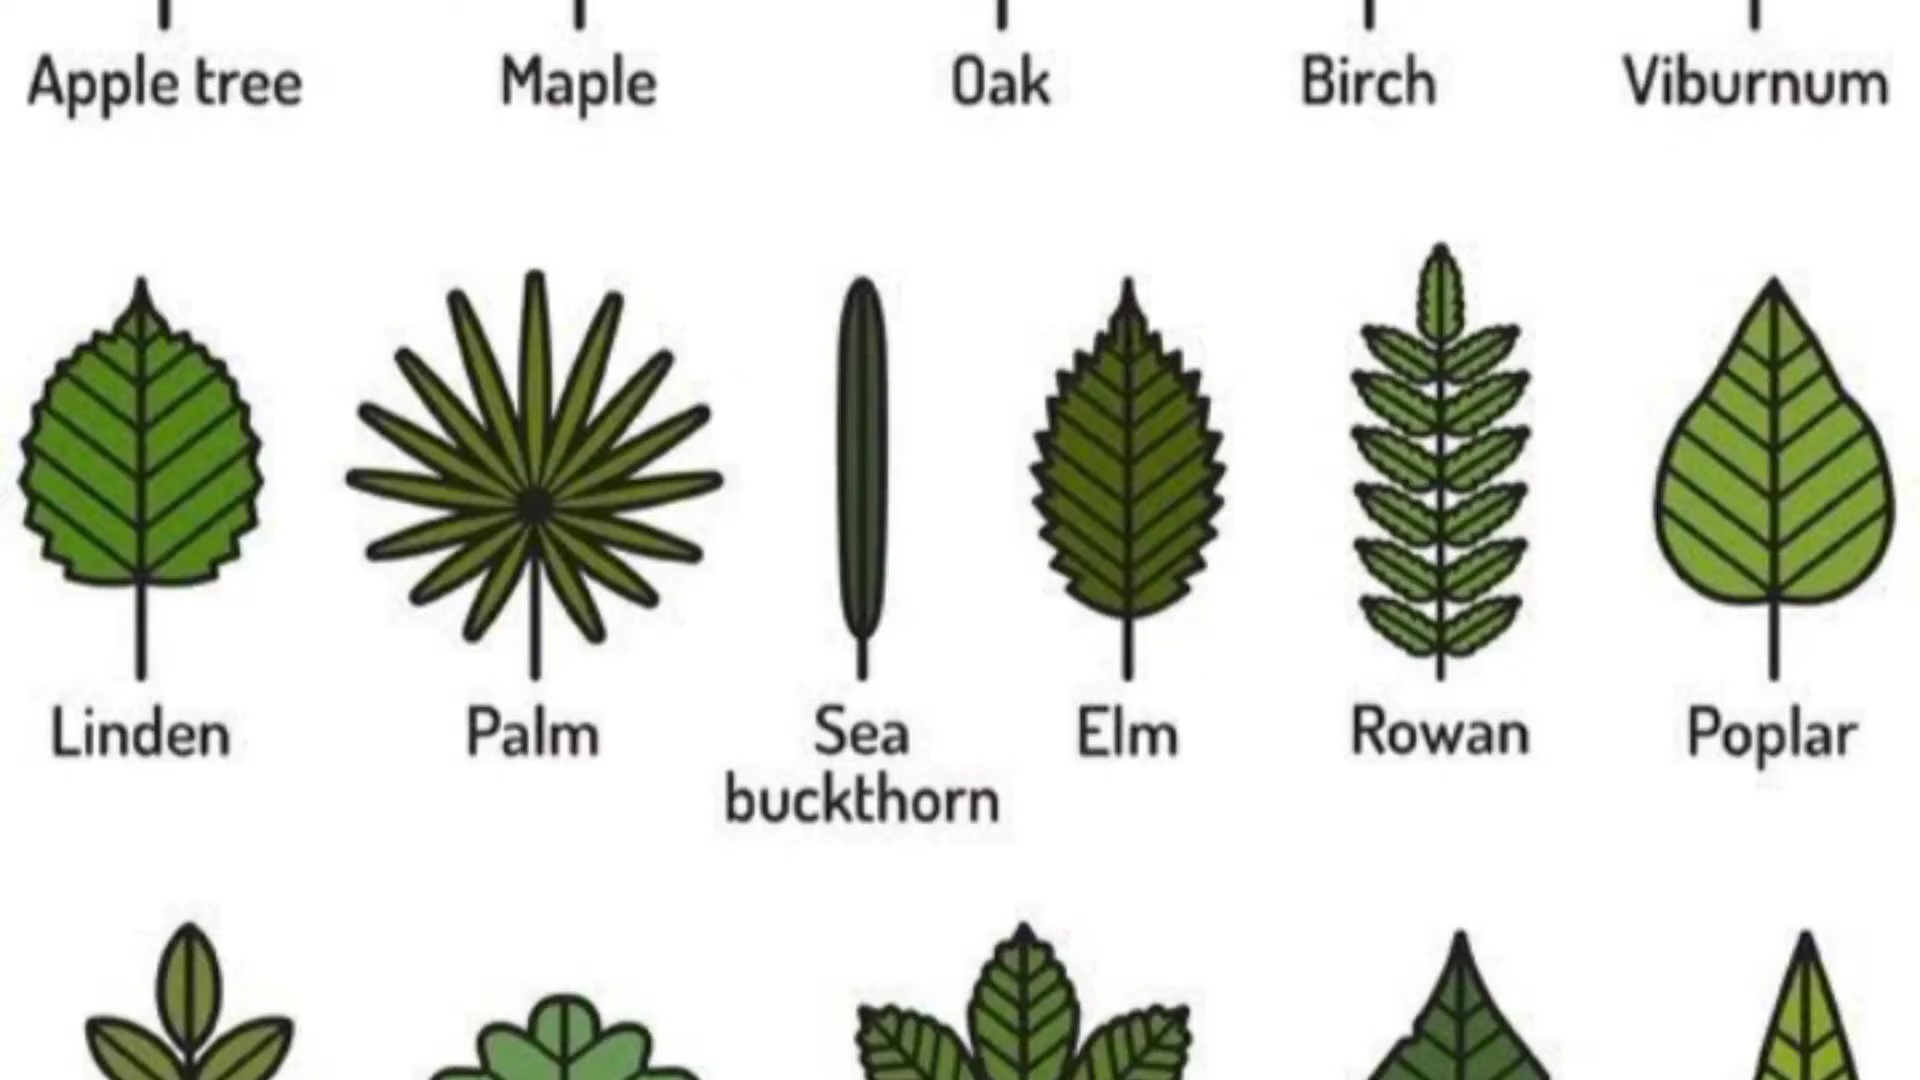 Apple tree
Maple
Oak
Birch
Viburnum
Linden
Palm
Sea
buckthorn
Elm
Rowan
Poplar